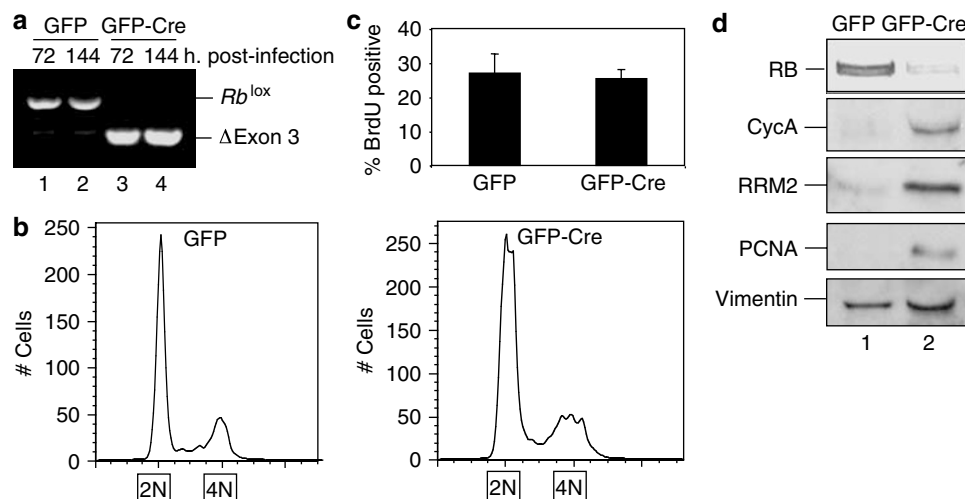 a
GFP GFP-Cre
72 144 72 144 h. post-infection
Rb lox
ΔExon 3
1 2 3 4
b
GFP
# Cells
250
200
150
100
50
0
2N 4N
c
% BrdU positive
40
30
20
10
0
GFP GFP-Cre
GFP-Cre
# Cells
250
200
150
100
50
0
2N 4N
d
GFP GFP-Cre
RB
CycA
RRM2
PCNA
Vimentin
1 2